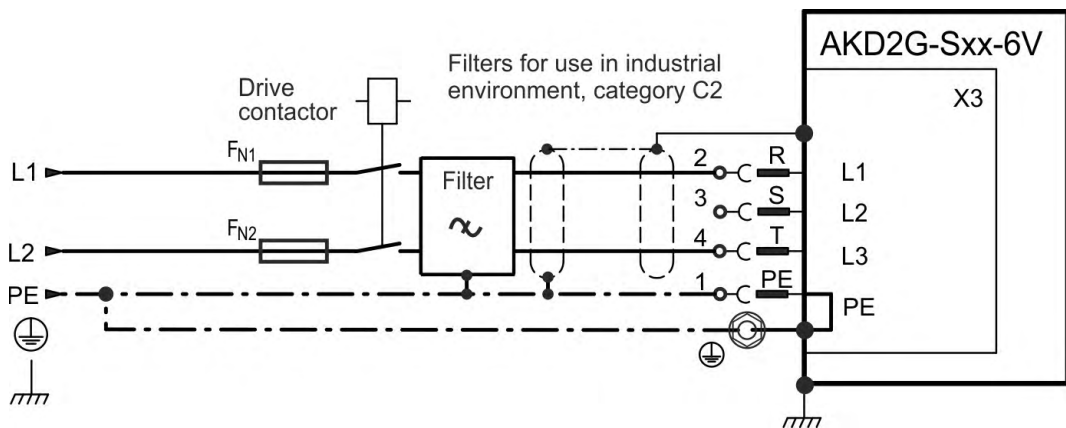 AKD2G-Sxx-6V
X3
Filters for use in industrial
environment, category C2
Drive
contactor
FN1
L1
Filter
2
R
L1
3
S
L2
FN2
L2
4
T
L3
PE
1
PE
PE